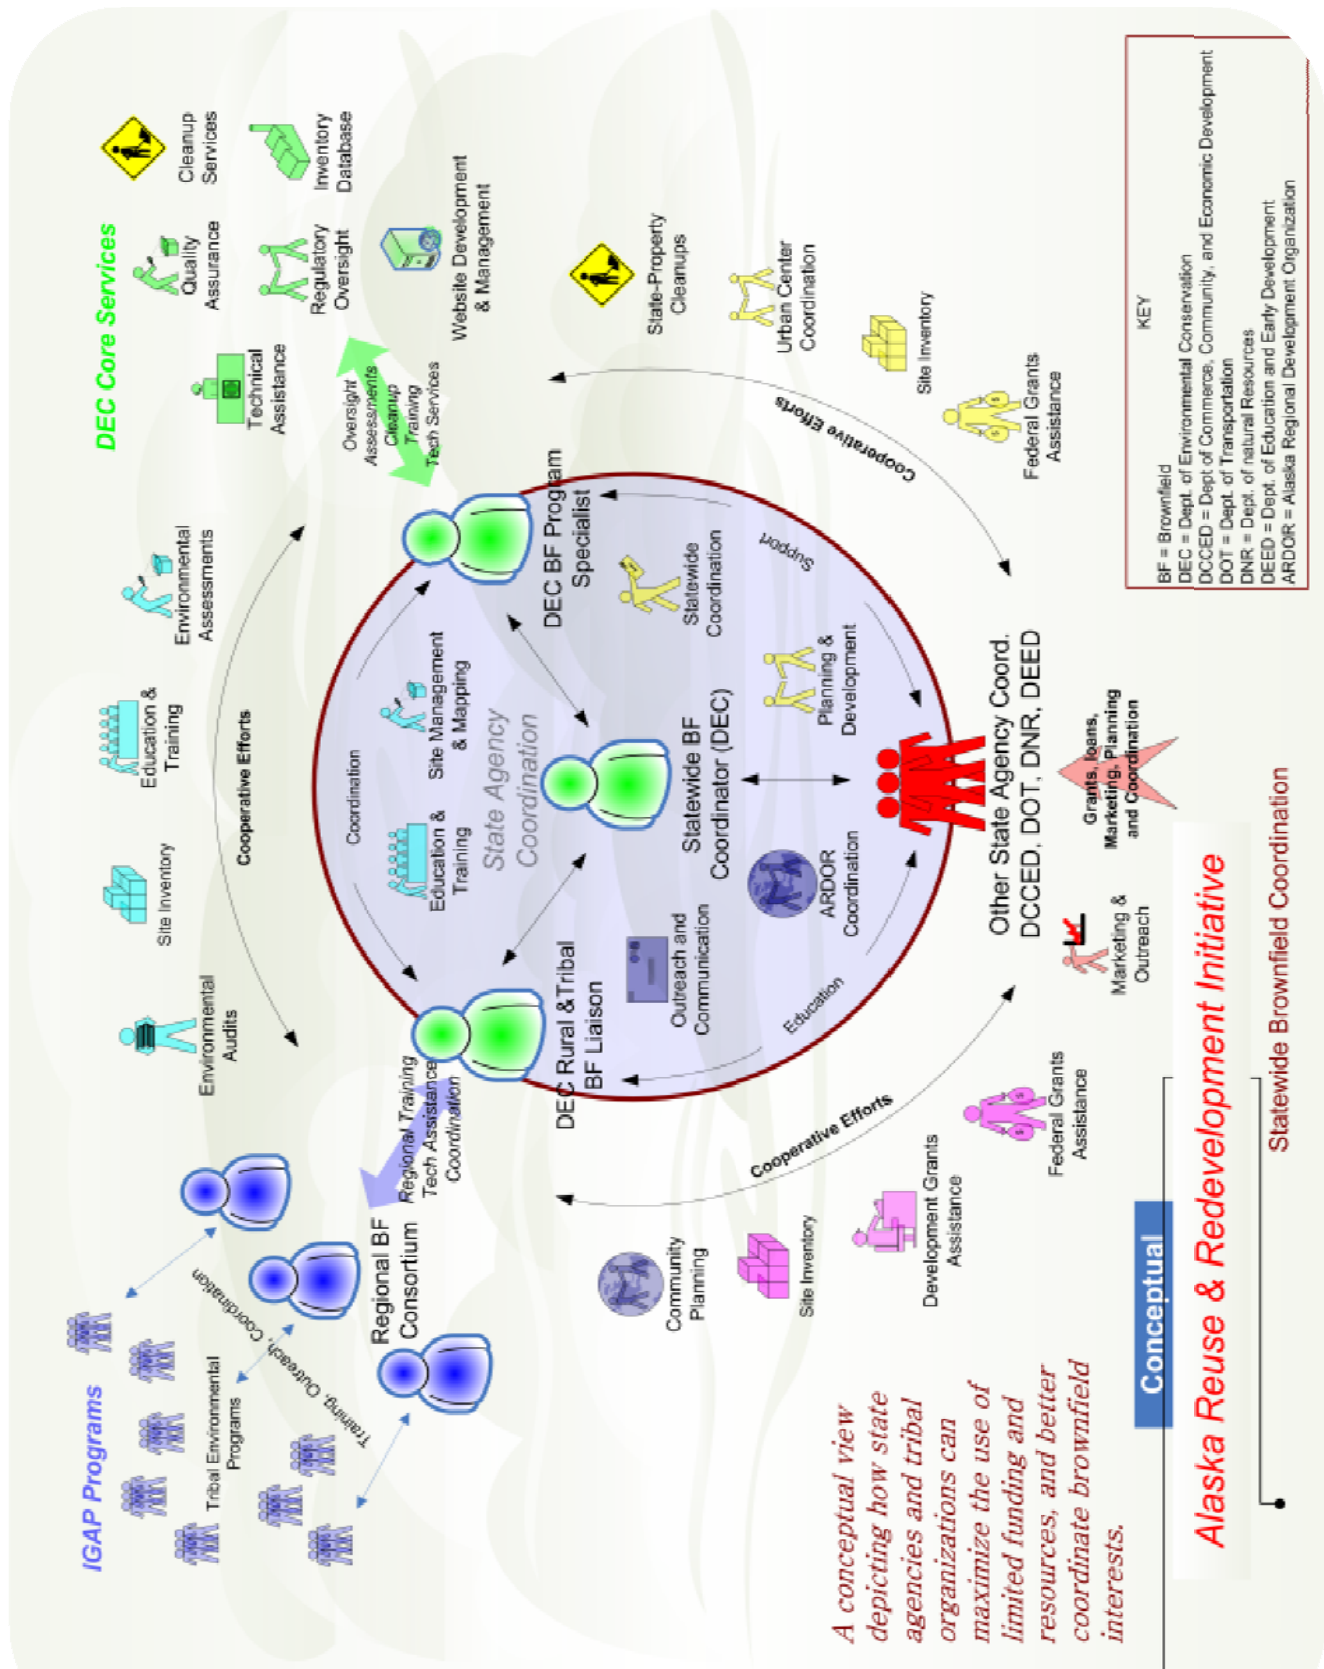 IGAP Programs
Tribal Environmental
Programs
Training, Outreach, Coordination
Regional BF
Consortium
Regional Training
Tech Assistance
Coordination
Environmental
Audits
Site Inventory
Education &
Training
Environmental
Assessments
Cooperative Efforts
DEC Core Services
Technical
Assistance
Quality
Assurance
Cleanup
Services
Regulatory
Oversight
Inventory
Database
Website Development
& Management
Oversight
Assessments
Cleanup
Training
Tech Services
Coordination
Education &
Training
Site Management
& Mapping
State Agency
Coordination
DEC Rural &Tribal
BF Liaison
DEC BF Program
Specialist
Statewide BF
Coordinator (DEC)
Outreach and
Communication
Statewide
Coordination
ARDOR
Coordination
Planning &
Development
Education
Support
Other State Agency Coord.
DCCED, DOT, DNR, DEED
Cooperative Efforts
Community
Planning
Site Inventory
Development Grants
Assistance
Federal Grants
Assistance
Marketing &
Outreach
Grants, loans,
Marketing, Planning
and Coordination
Cooperative Efforts
State-Property
Cleanups
Urban Center
Coordination
Site Inventory
Federal Grants
Assistance
A conceptual view
depicting how state
agencies and tribal
organizations can
maximize the use of
limited funding and
resources, and better
coordinate brownfield
interests.
KEY
BF = Brownfield
DEC = Dept. of Environmental Conservation
DCCED = Dept of Commerce, Community, and Economic Development
DOT = Dept. of Transportation
DNR = Dept. of natural Resources
DEED = Dept. of Education and Early Development
ARDOR = Alaska Regional Development Organization
Conceptual
Alaska Reuse & Redevelopment Initiative
Statewide Brownfield Coordination